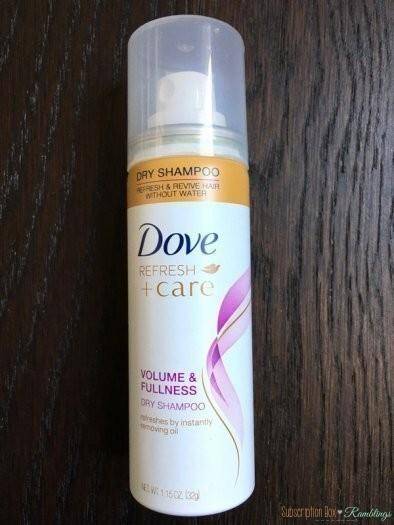 DRY SHAMPOO
REFRESH & REVIVE HAIR
WITHOUT WATER
Dove
REFRESH
+care
VOLUME &
FULLNESS
DRY SHAMPOO
refreshes by instantly
removing oil
NET WT. 1.15 OZ. (32g)
Subscription Box ♥ Ramblings